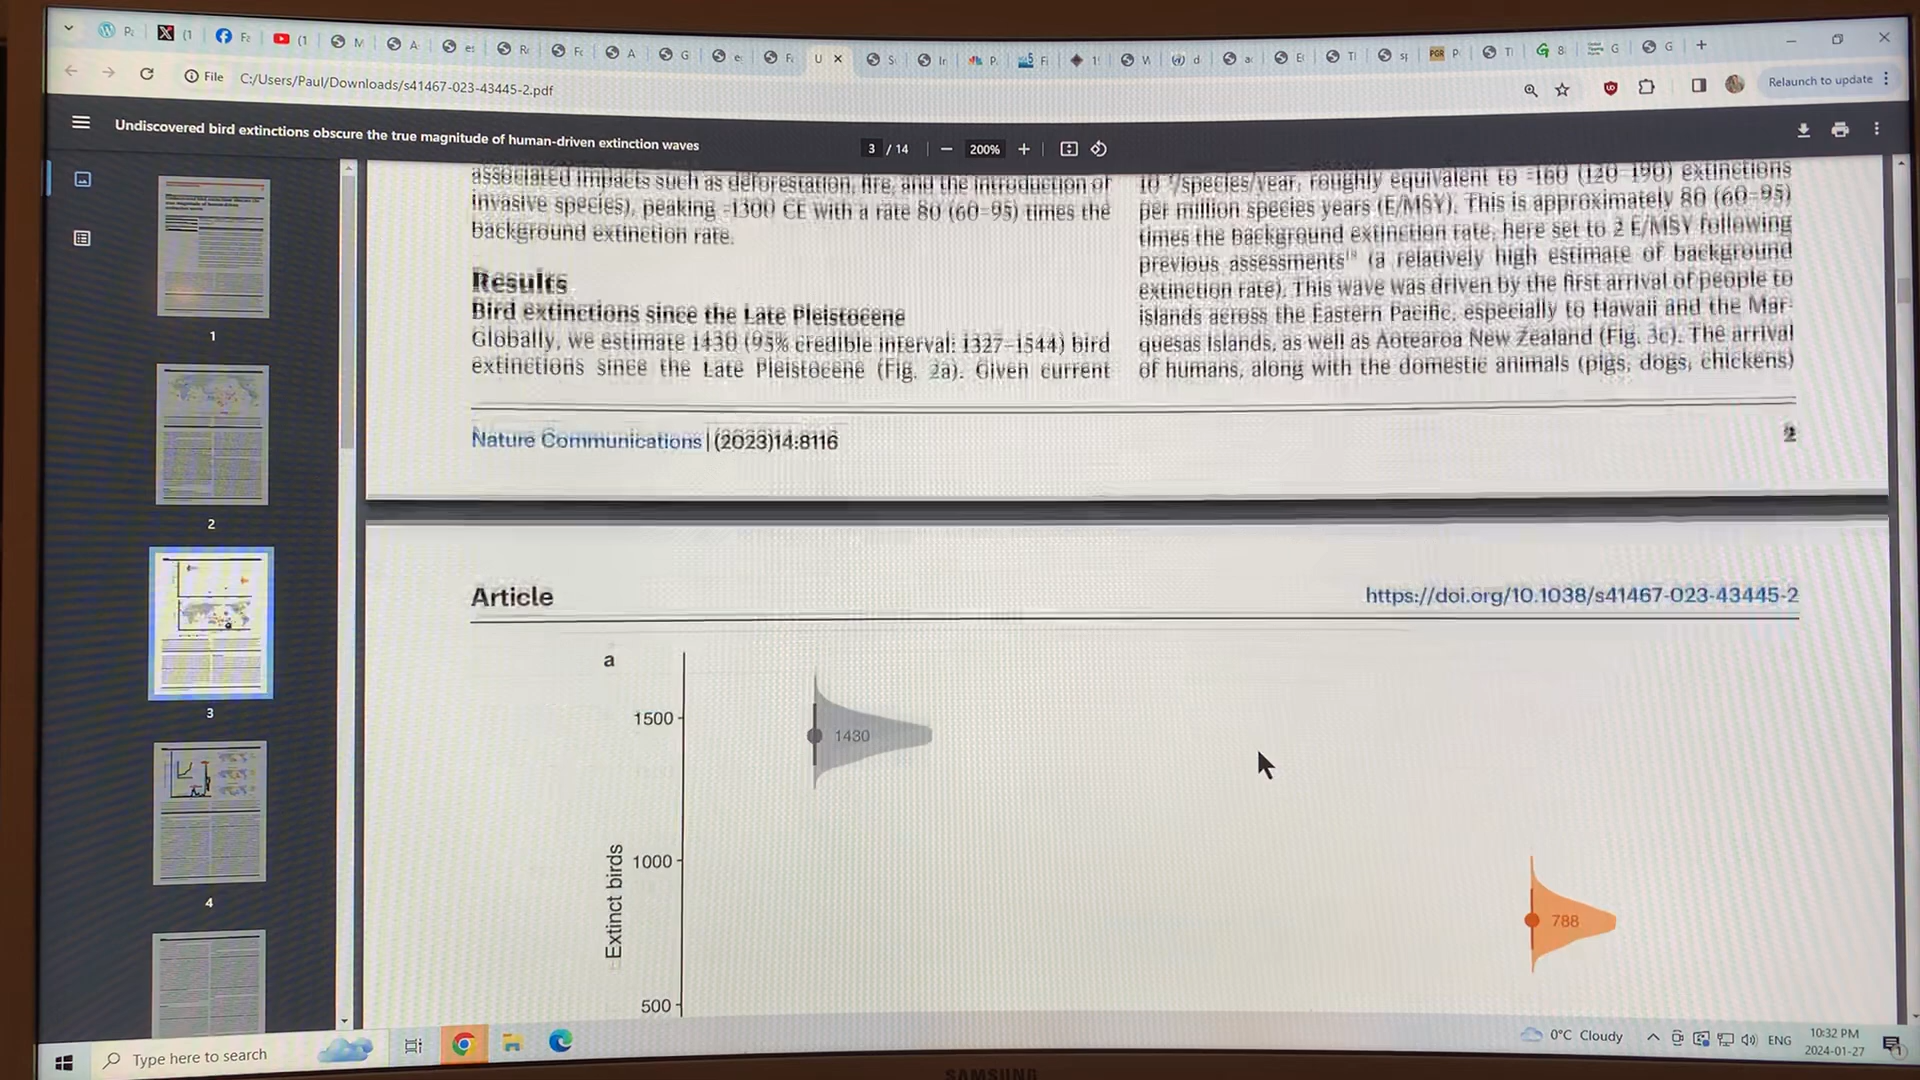 File C:/Users/Paul/Downloads/s41467-023-43445-2.pdf
Relaunch to update
Undiscovered bird extinctions obscure the true magnitude of human-driven extinction waves
3 / 14
200%
1
2
3
4
associated impacts such as deforestation, fire, and the introduction of
invasive species), peaking ~1300 CE with a rate 80 (60–95) times the
background extinction rate.
Results
Bird extinctions since the Late Pleistocene
Globally, we estimate 1430 (95% credible interval: 1327–1544) bird
extinctions since the Late Pleistocene (Fig. 2a). Given current
/species/year, roughly equivalent to ~160 (120–190) extinctions
per million species years (E/MSY). This is approximately 80 (60–95)
times the background extinction rate, here set to 2 E/MSY following
previous assessments (a relatively high estimate of background
extinction rate). This wave was driven by the first arrival of people to
islands across the Eastern Pacific, especially to Hawaii and the Mar-
quesas Islands, as well as Aotearoa New Zealand (Fig. 3c). The arrival
of humans, along with the domestic animals (pigs, dogs, chickens)
Nature Communications | (2023)14:8116
2
Article
https://doi.org/10.1038/s41467-023-43445-2
a
1500
1430
1000
788
500
Extinct birds
Type here to search
0°C Cloudy
ENG
10:32 PM
2024-01-27
SAMSUNG